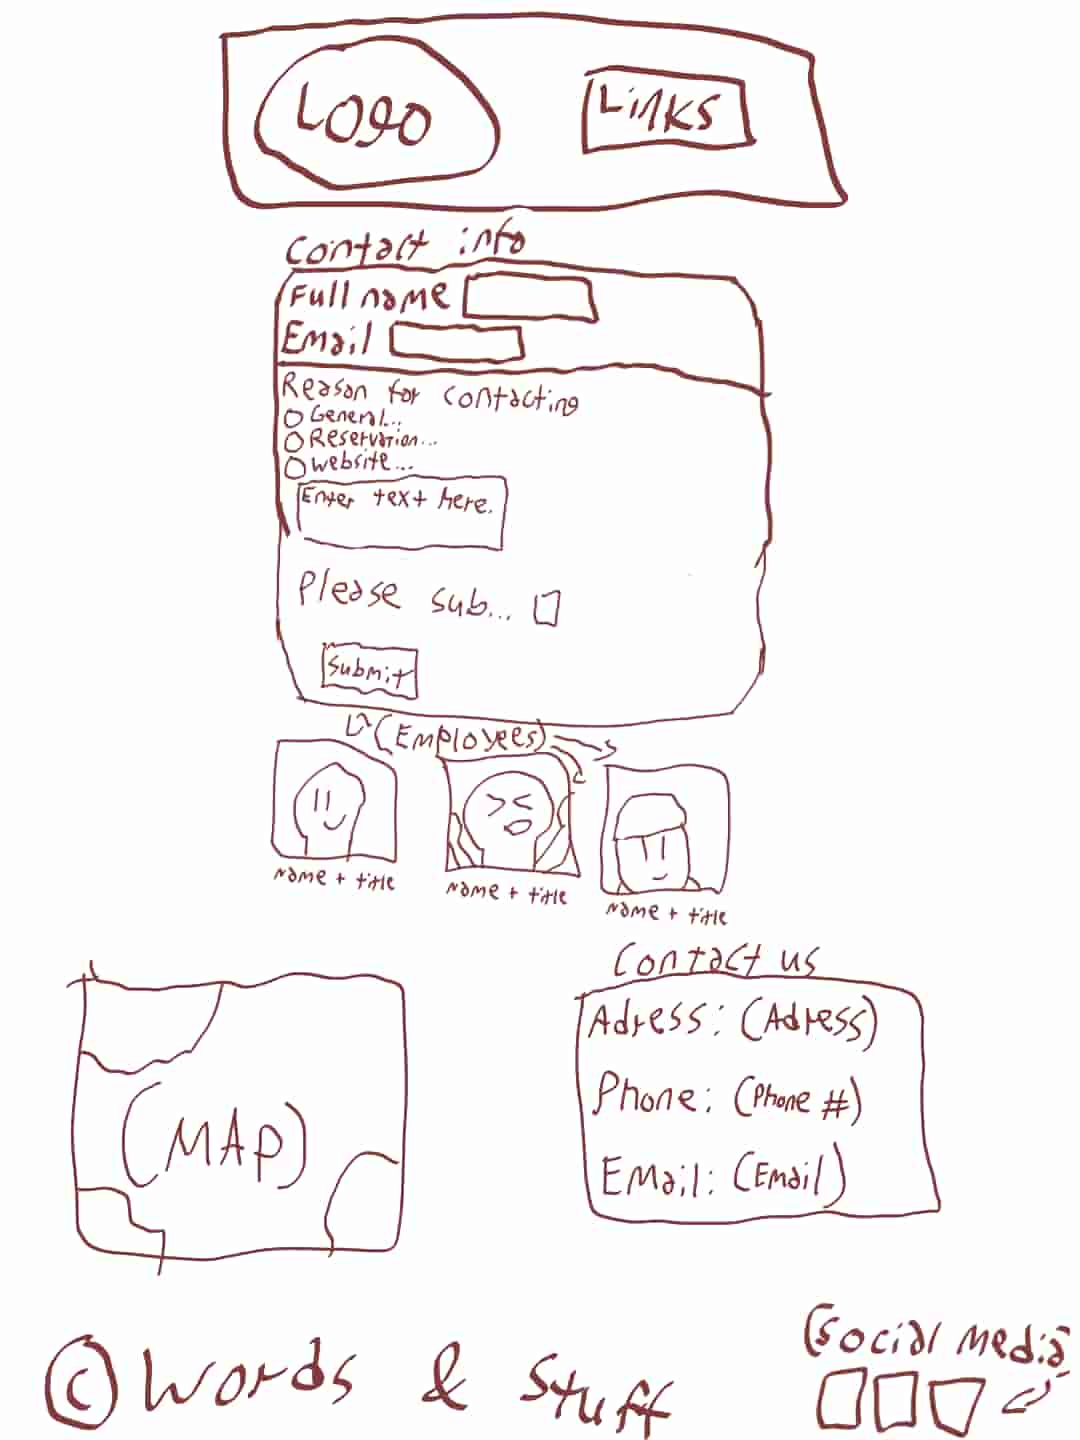 Logo
Links
Contact info
Full name
Email
Reason for contacting
General...
Reservation...
website...
Enter text here.
Please sub...
Submit
(Employees)
Name + title
Name + title
Name + title
Contact us
Adress: (Adress)
Phone: (Phone #)
Email: (Email)
(MAP)
© Words & Stuff
(social media)